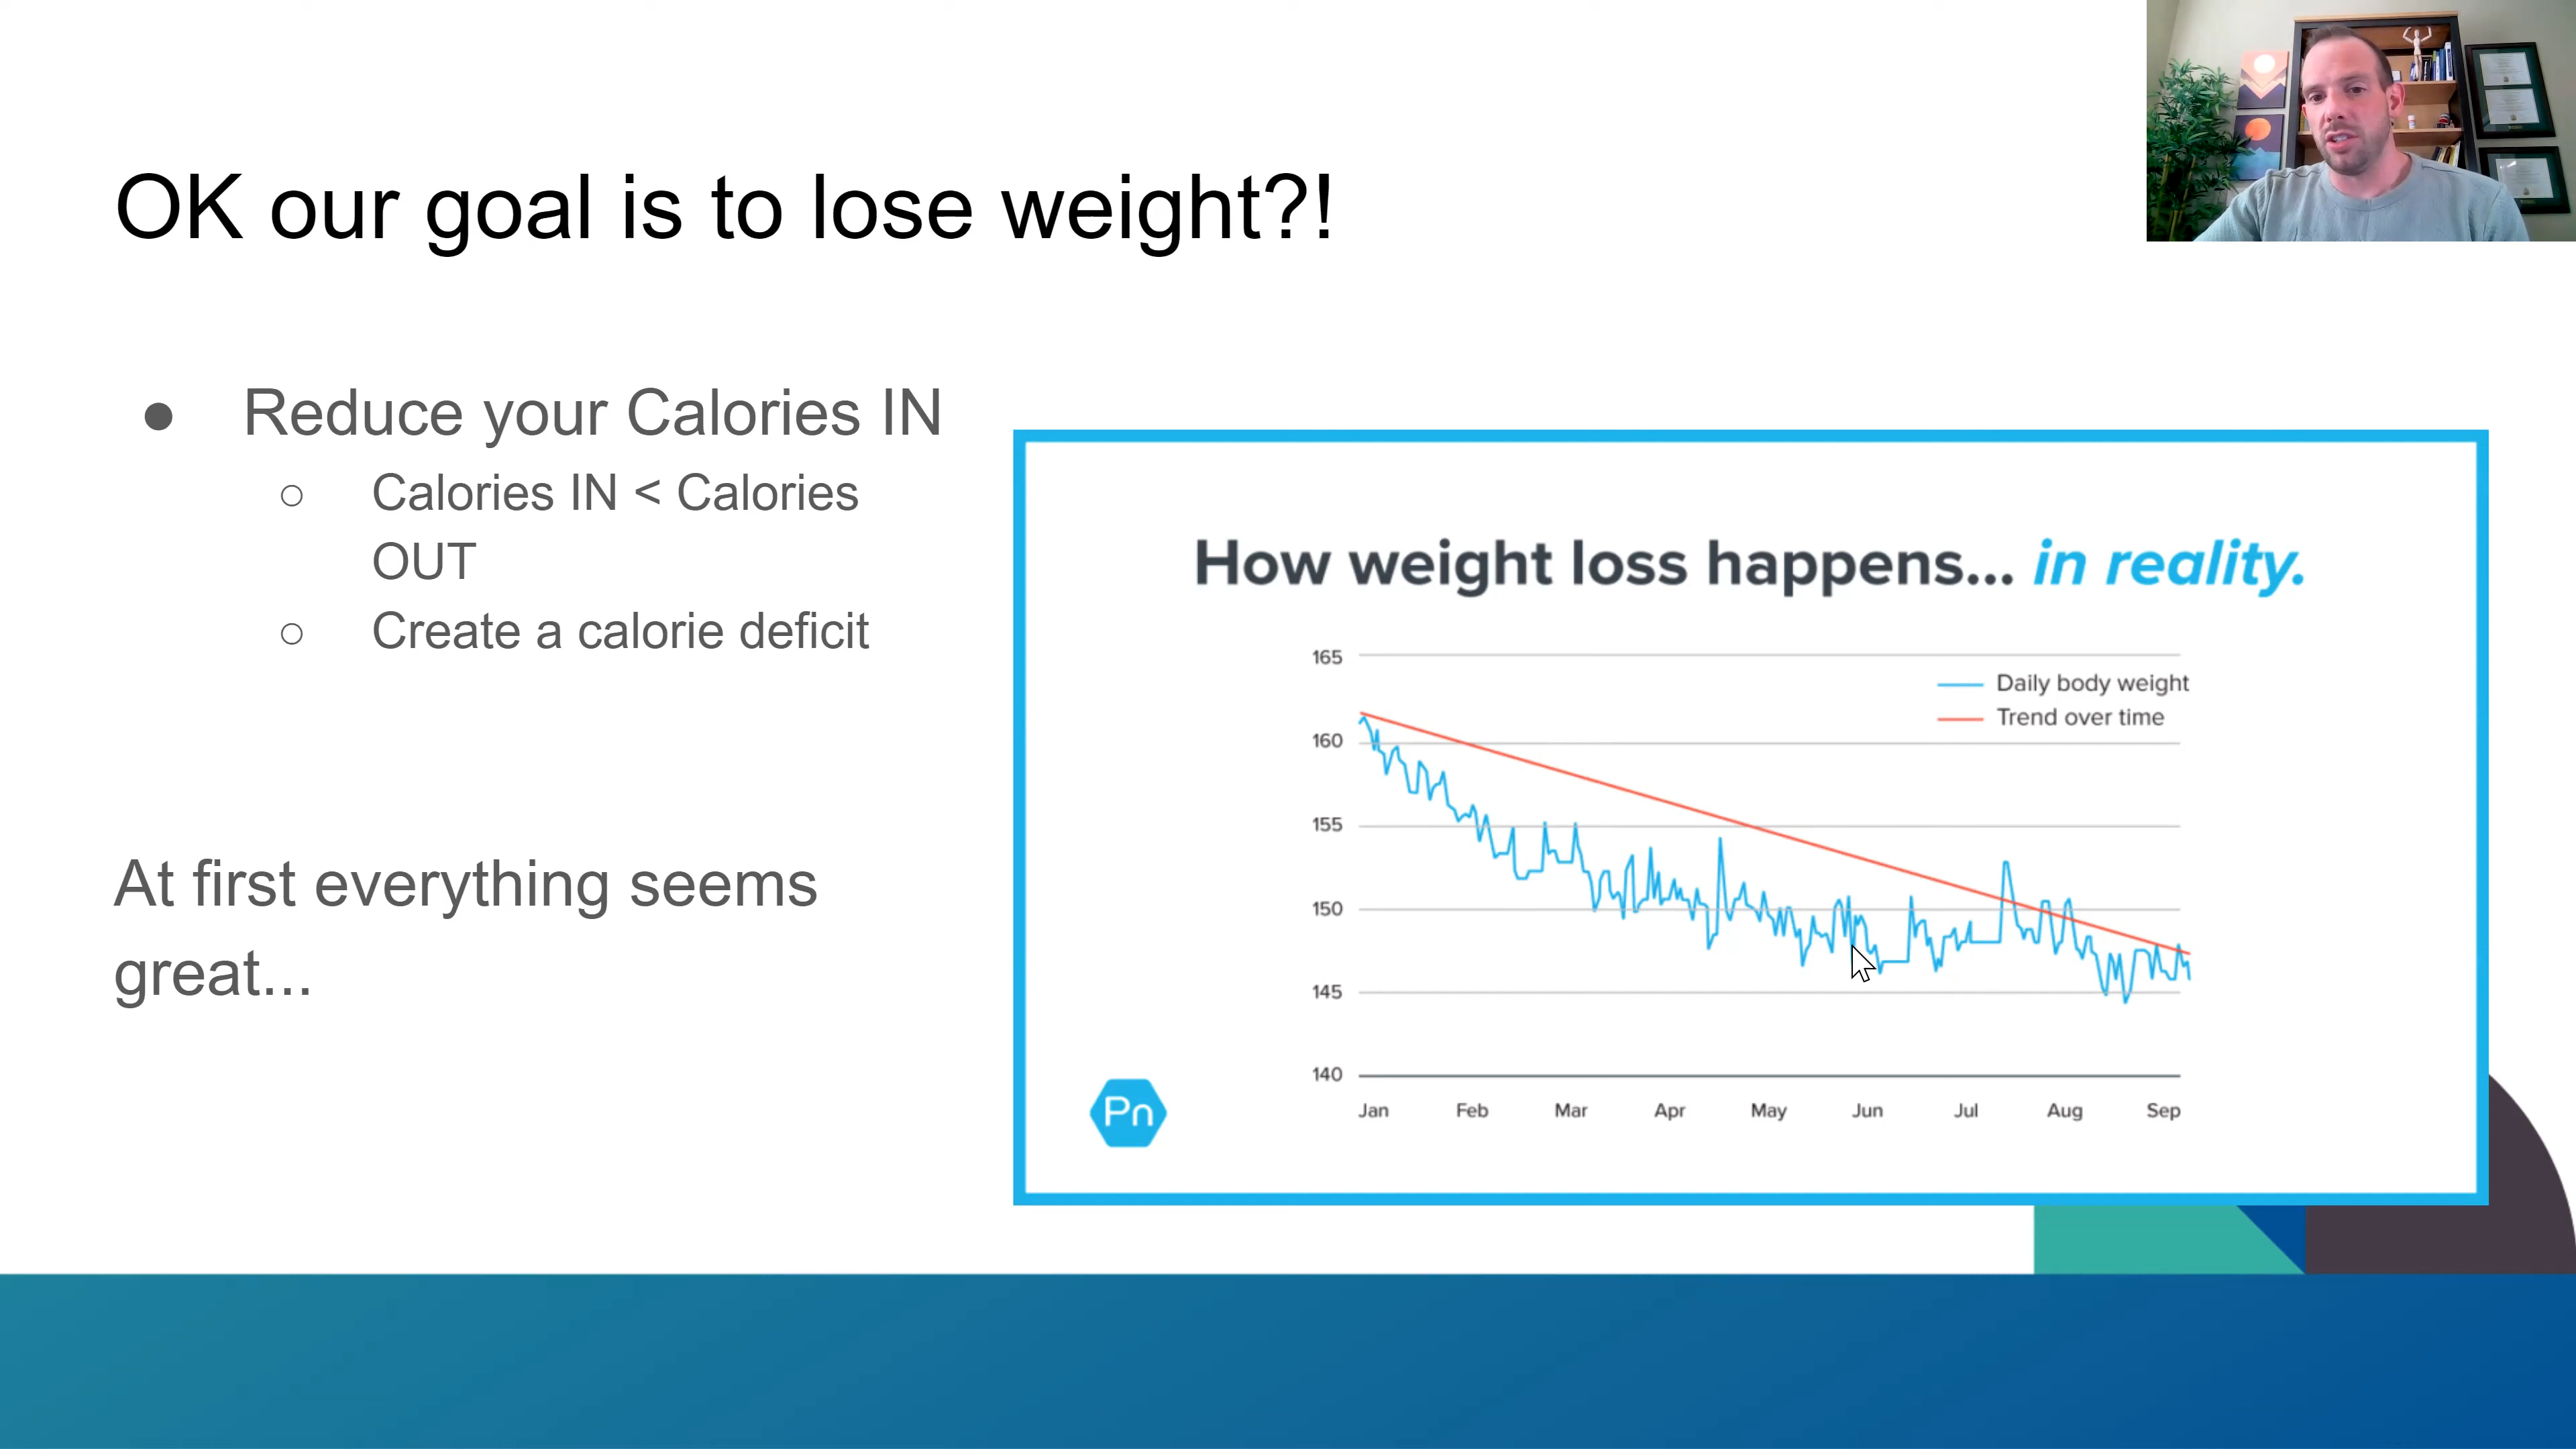 OK our goal is to lose weight?!
● Reduce your Calories IN
○ Calories IN < Calories
OUT
○ Create a calorie deficit
At first everything seems
great...
How weight loss happens... in reality.
165
160
155
150
145
140
Daily body weight
Trend over time
Jan Feb Mar Apr May Jun Jul Aug Sep
Pn